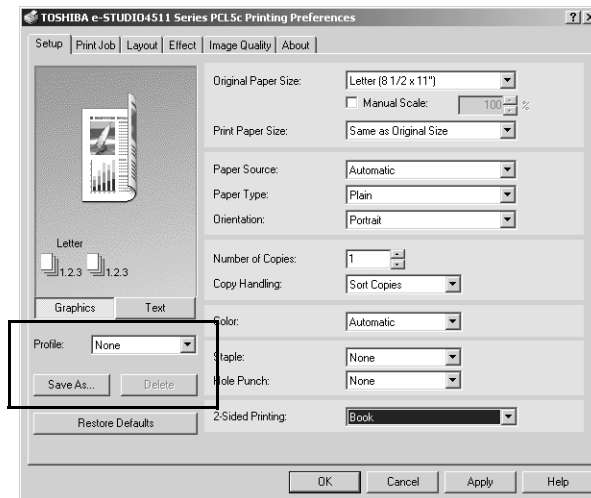 TOSHIBA e-STUDIO4511 Series PCL5c Printing Preferences
Setup Print Job Layout Effect Image Quality About
Original Paper Size: Letter (8 1/2 x 11")
Manual Scale: 100 %
Print Paper Size: Same as Original Size
Paper Source: Automatic
Paper Type: Plain
Orientation: Portrait
Letter
1.2.3 1.2.3
Number of Copies: 1
Copy Handling: Sort Copies
Graphics Text
Color: Automatic
Profile: None
Staple: None
Save As... Delete
Hole Punch: None
Restore Defaults
2-Sided Printing: Book
OK Cancel Apply Help